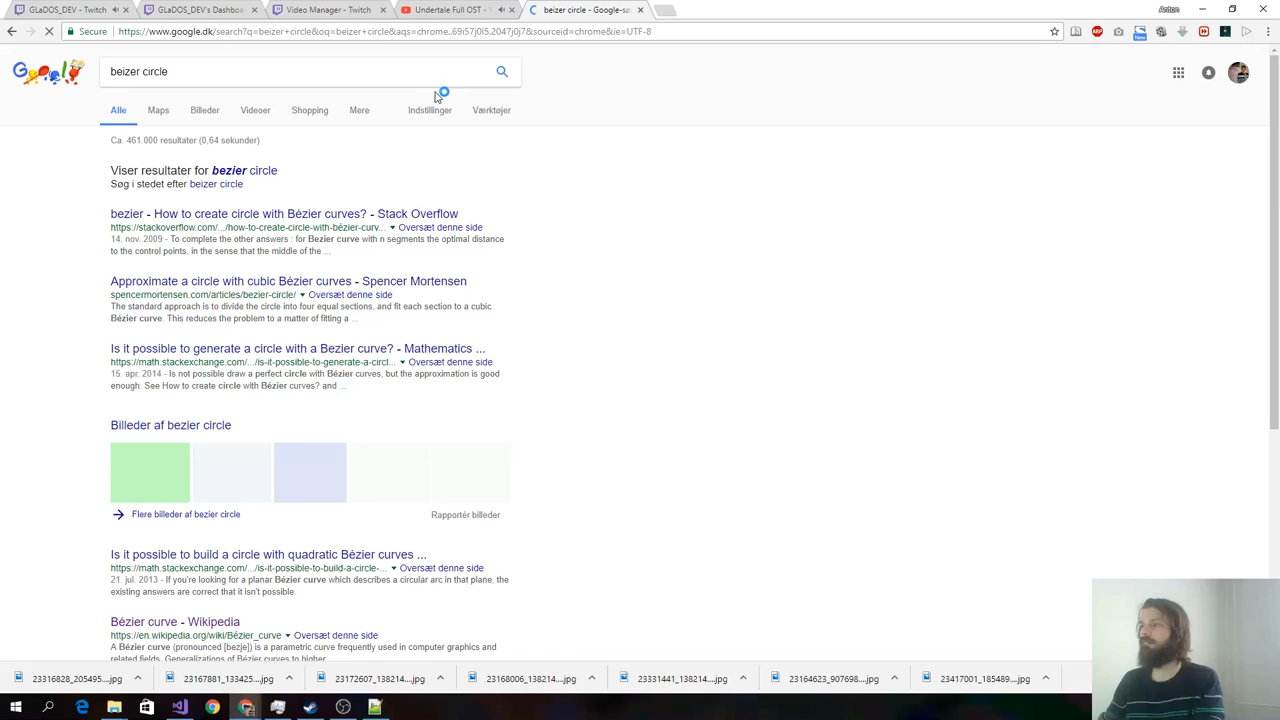 GLaDOS_DEV - Twitch
GLaDOS_DEV's Dashboa
Video Manager - Twitch
Undertale Full OST -
beizer circle - Google-sø
Anton
Secure
https://www.google.dk/search?q=beizer+circle&oq=beizer+circle&aqs=chrome..69i57j0l5.2047j0j7&sourceid=chrome&ie=UTF-8
ABP
New
beizer circle
Alle Maps Billeder Videoer Shopping Mere Indstillinger Værktøjer
Ca. 461.000 resultater (0,64 sekunder)
Viser resultater for bezier circle
Søg i stedet efter beizer circle
bezier - How to create circle with Bézier curves? - Stack Overflow
https://stackoverflow.com/.../how-to-create-circle-with-bézier-curv... Oversæt denne side
14. nov. 2009 - To complete the other answers : for Bezier curve with n segments the optimal distance
to the control points, in the sense that the middle of the ...
Approximate a circle with cubic Bézier curves - Spencer Mortensen
spencermortensen.com/articles/bezier-circle/ Oversæt denne side
The standard approach is to divide the circle into four equal sections, and fit each section to a cubic
Bézier curve. This reduces the problem to a matter of fitting a ...
Is it possible to generate a circle with a Bezier curve? - Mathematics ...
https://math.stackexchange.com/.../is-it-possible-to-generate-a-circl... Oversæt denne side
15. apr. 2014 - Is not possible draw a perfect circle with Bézier curves, but the approximation is good
enough. See How to create circle with Bézier curves? and ...
Billeder af bezier circle
Flere billeder af bezier circle
Rapportér billeder
Is it possible to build a circle with quadratic Bézier curves ...
https://math.stackexchange.com/.../is-it-possible-to-build-a-circle-... Oversæt denne side
21. jul. 2013 - If you're looking for a planar Bézier curve which describes a circular arc in that plane, the
existing answers are correct that it isn't possible.
Bézier curve - Wikipedia
https://en.wikipedia.org/wiki/Bézier_curve Oversæt denne side
A Bézier curve (pronounced [bezje]) is a parametric curve frequently used in computer graphics and
related fields. Generalizations of Bézier curves to higher
23316828_205495....jpg
23167881_133425....jpg
23172607_138214....jpg
23168006_138214....jpg
23331441_138214....jpg
23164623_907698....jpg
23417001_185489....jpg